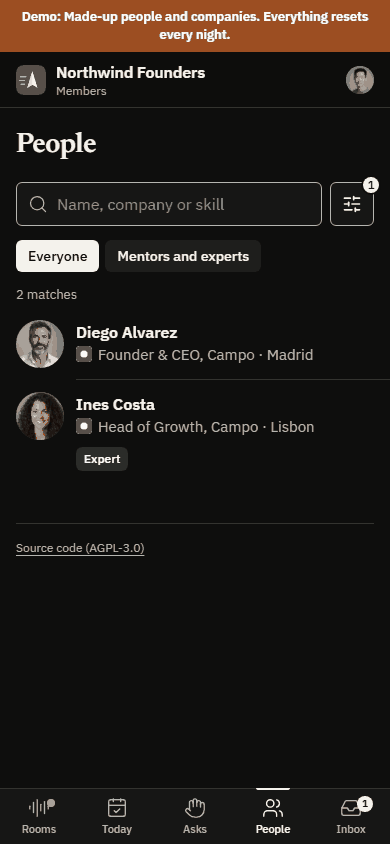 Demo: Made-up people and companies. Everything resets
every night.
Northwind Founders
Members
People
Name, company or skill
1
Everyone
Mentors and experts
2 matches
Diego Alvarez
Founder & CEO, Campo · Madrid
Ines Costa
Head of Growth, Campo · Lisbon
Expert
Source code (AGPL-3.0)
1
Rooms
Today
Asks
People
Inbox